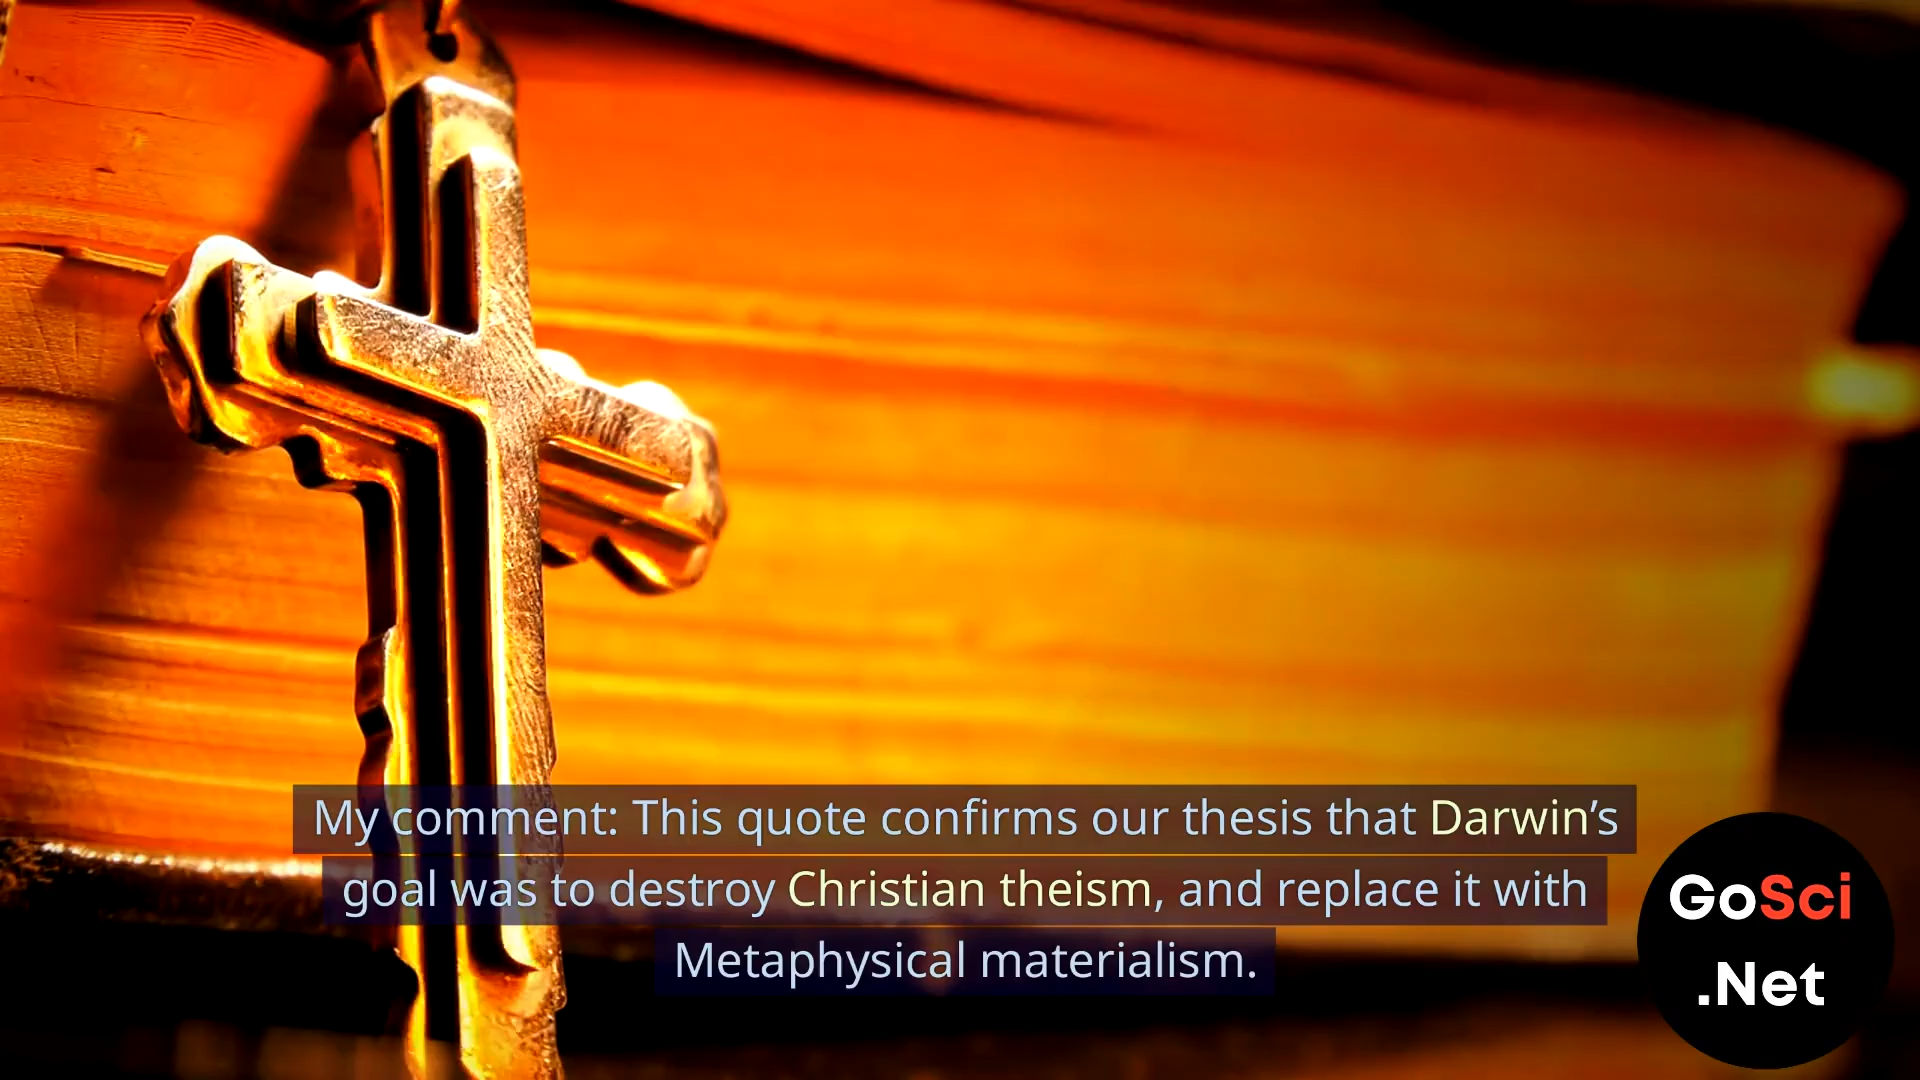 My comment: This quote confirms our thesis that Darwin’s
goal was to destroy Christian theism, and replace it with
Metaphysical materialism.
GoSci
.Net